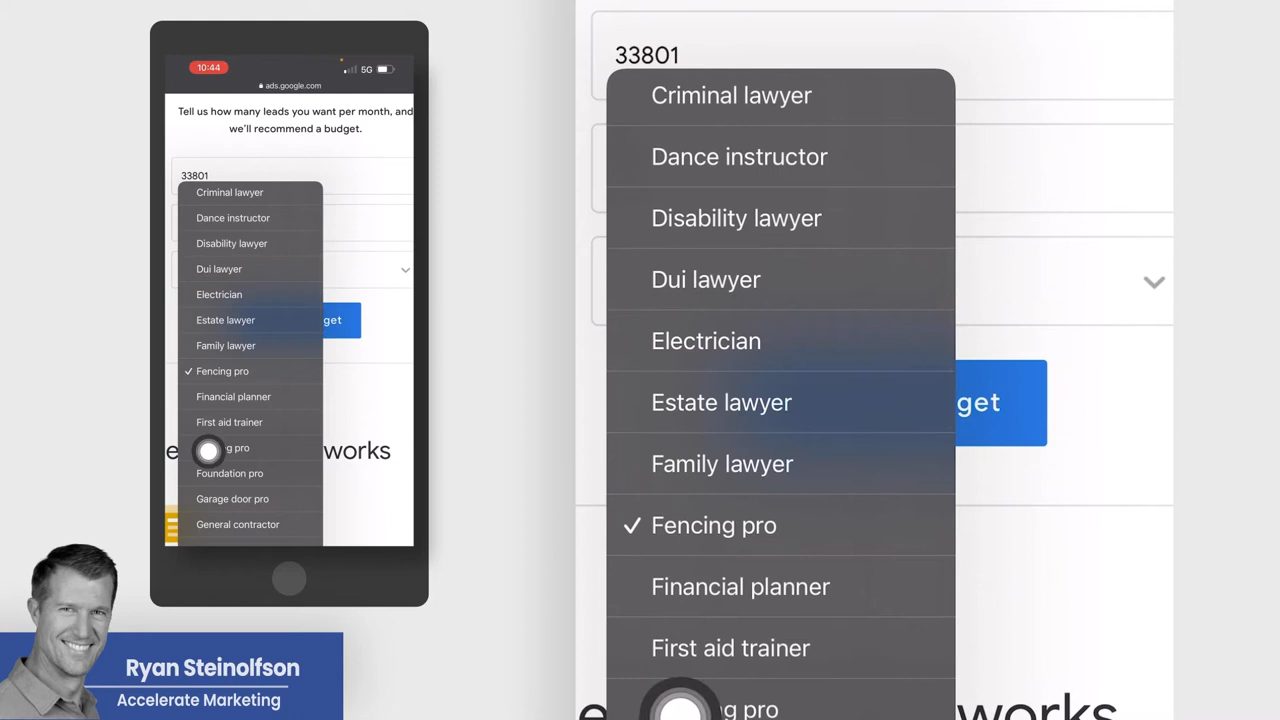 10:44
5G
ads.google.com
Tell us how many leads you want per month, and
we'll recommend a budget.
33801
Criminal lawyer
Dance instructor
Disability lawyer
Dui lawyer
Electrician
Estate lawyer
get
Family lawyer
✓ Fencing pro
Financial planner
First aid trainer
g pro
works
Foundation pro
Garage door pro
General contractor
33801
Criminal lawyer
Dance instructor
Disability lawyer
Dui lawyer
Electrician
Estate lawyer
get
Family lawyer
✓ Fencing pro
Financial planner
First aid trainer
g pro
works
Ryan Steinolfson
Accelerate Marketing